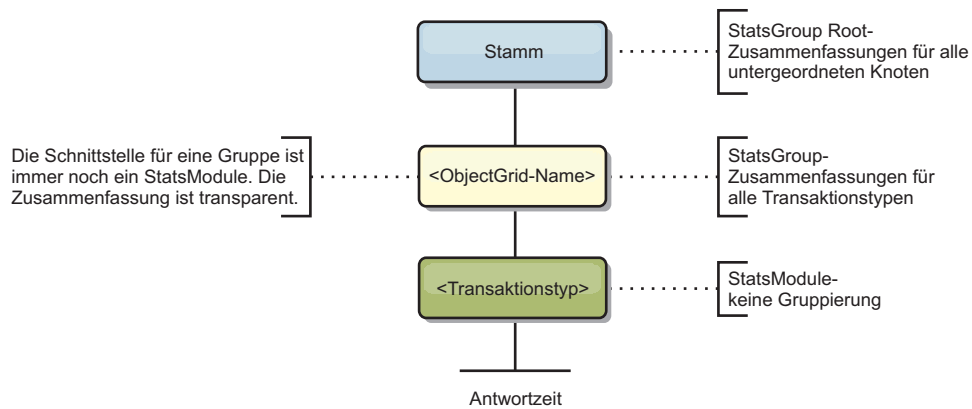 Stamm
StatsGroup Root-
Zusammenfassungen für alle
untergeordneten Knoten
Die Schnittstelle für eine Gruppe ist
immer noch ein StatsModule. Die
Zusammenfassung ist transparent.
<ObjectGrid-Name>
StatsGroup-
Zusammenfassungen für
alle Transaktionstypen
<Transaktionstyp>
StatsModule-
keine Gruppierung
Antwortzeit